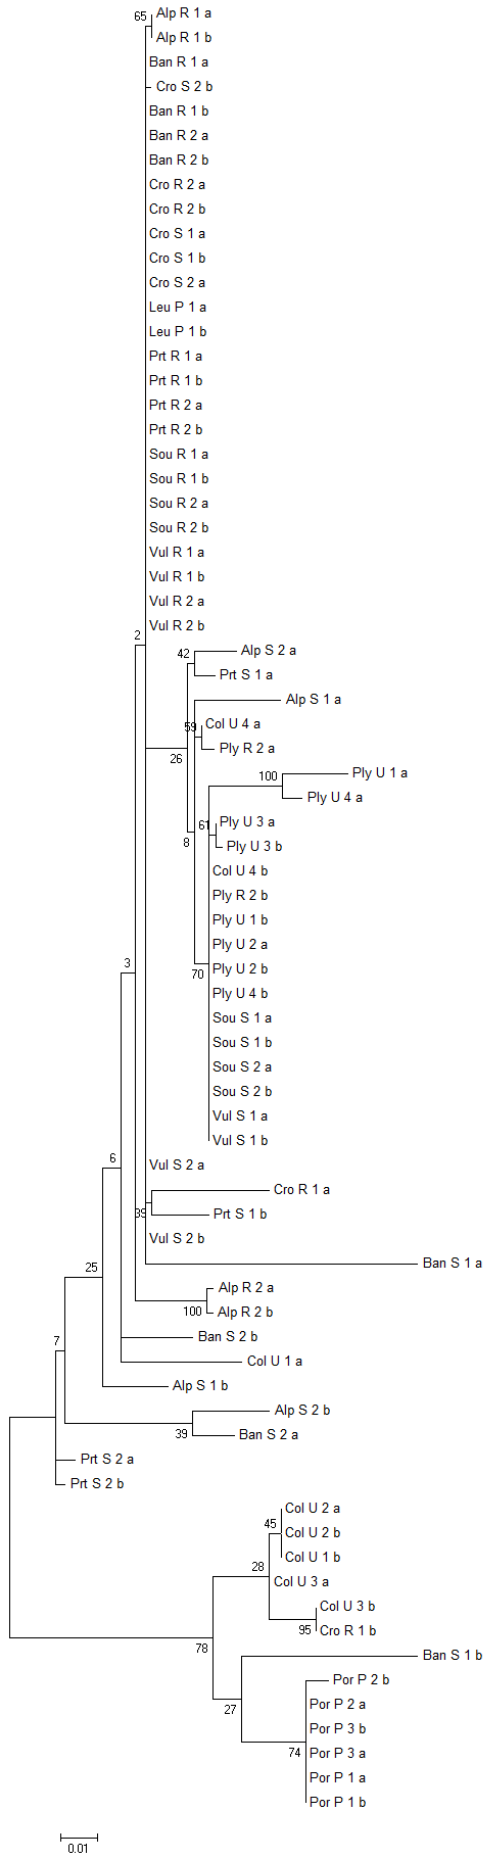 65
Alp R 1 a
Alp R 1 b
Ban R 1 a
Cro S 2 b
Ban R 1 b
Ban R 2 a
Ban R 2 b
Cro R 2 a
Cro R 2 b
Cro S 1 a
Cro S 1 b
Cro S 2 a
Leu P 1 a
Leu P 1 b
Prt R 1 a
Prt R 1 b
Prt R 2 a
Prt R 2 b
Sou R 1 a
Sou R 1 b
Sou R 2 a
Sou R 2 b
Vul R 1 a
Vul R 1 b
Vul R 2 a
Vul R 2 b
2
42
Alp S 2 a
Prt S 1 a
Alp S 1 a
59
Col U 4 a
Ply R 2 a
26
100
Ply U 1 a
Ply U 4 a
61
Ply U 3 a
8
Ply U 3 b
Col U 4 b
Ply R 2 b
Ply U 1 b
Ply U 2 a
3
Ply U 2 b
70
Ply U 4 b
Sou S 1 a
Sou S 1 b
Sou S 2 a
Sou S 2 b
Vul S 1 a
Vul S 1 b
6
Vul S 2 a
Cro R 1 a
39
Prt S 1 b
Vul S 2 b
Ban S 1 a
25
Alp R 2 a
100
Alp R 2 b
Ban S 2 b
7
Col U 1 a
Alp S 1 b
Alp S 2 b
39
Ban S 2 a
Prt S 2 a
Prt S 2 b
Col U 2 a
45
Col U 2 b
Col U 1 b
28
Col U 3 a
Col U 3 b
95
Cro R 1 b
78
Ban S 1 b
Por P 2 b
27
Por P 2 a
Por P 3 b
74
Por P 3 a
Por P 1 a
Por P 1 b
0.01